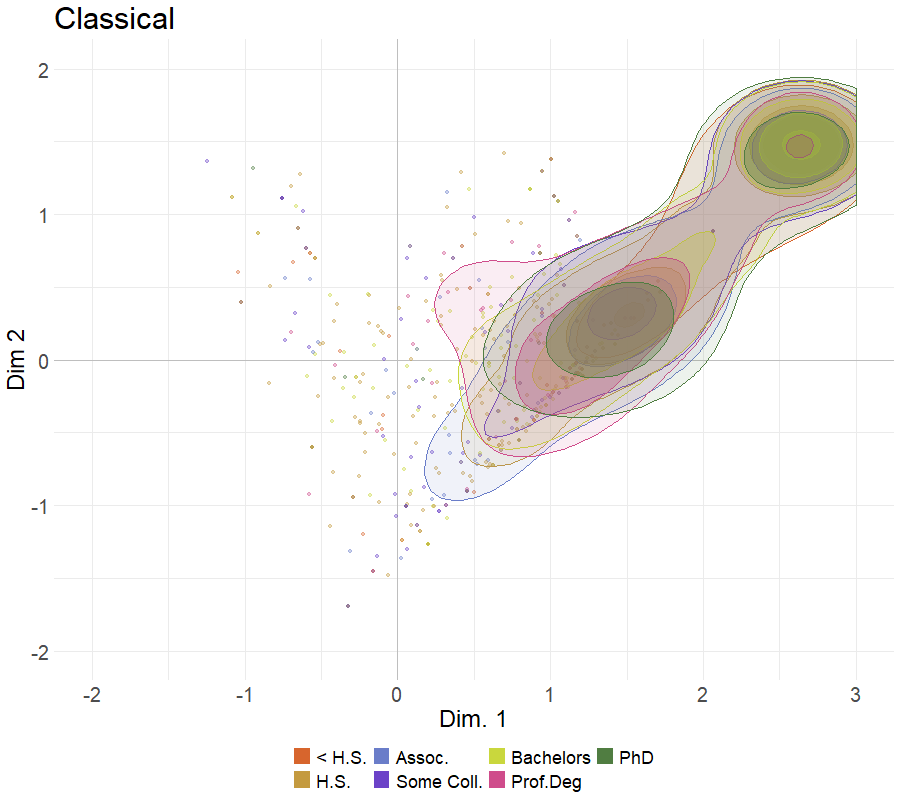 Classical
2
1
0
-1
-2
Dim 2
-2 -1 0 1 2 3
Dim. 1
< H.S. Assoc. Bachelors PhD
H.S. Some Coll. Prof.Deg